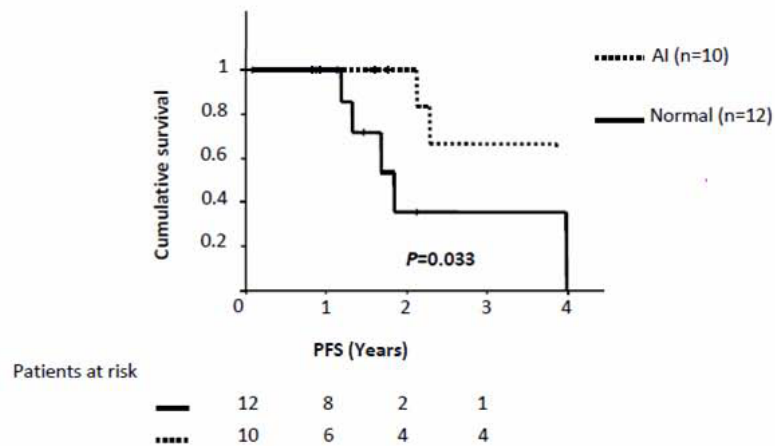 1
AI (n=10)
0.8
Normal (n=12)
0.6
Cumulative survival
0.4
0.2
P=0.033
0 1 2 3 4
PFS (Years)
Patients at risk
12 8 2 1
10 6 4 4